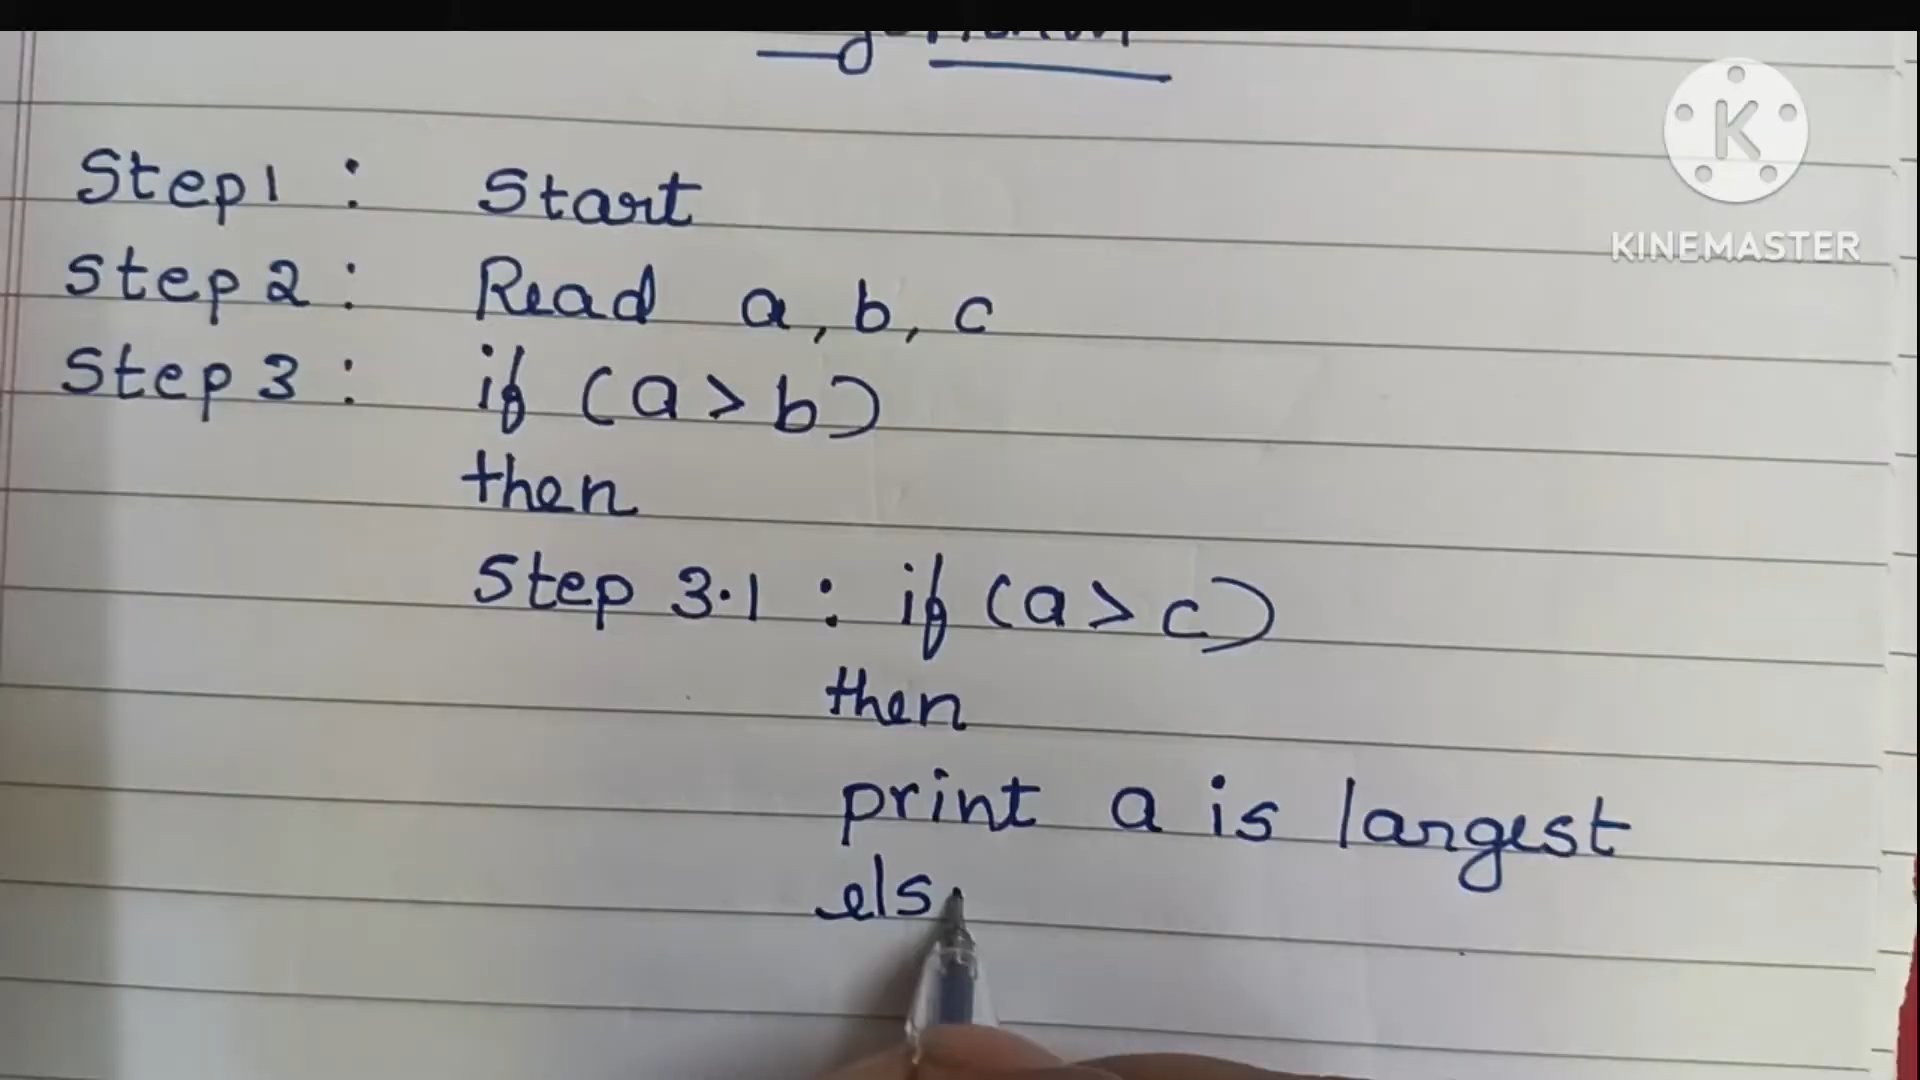 Step1 : Start
Step 2 : Read a, b, c
Step 3 : if (a > b)
then
Step 3.1 : if (a > c)
then
print a is largest
els
K
KINEMASTER